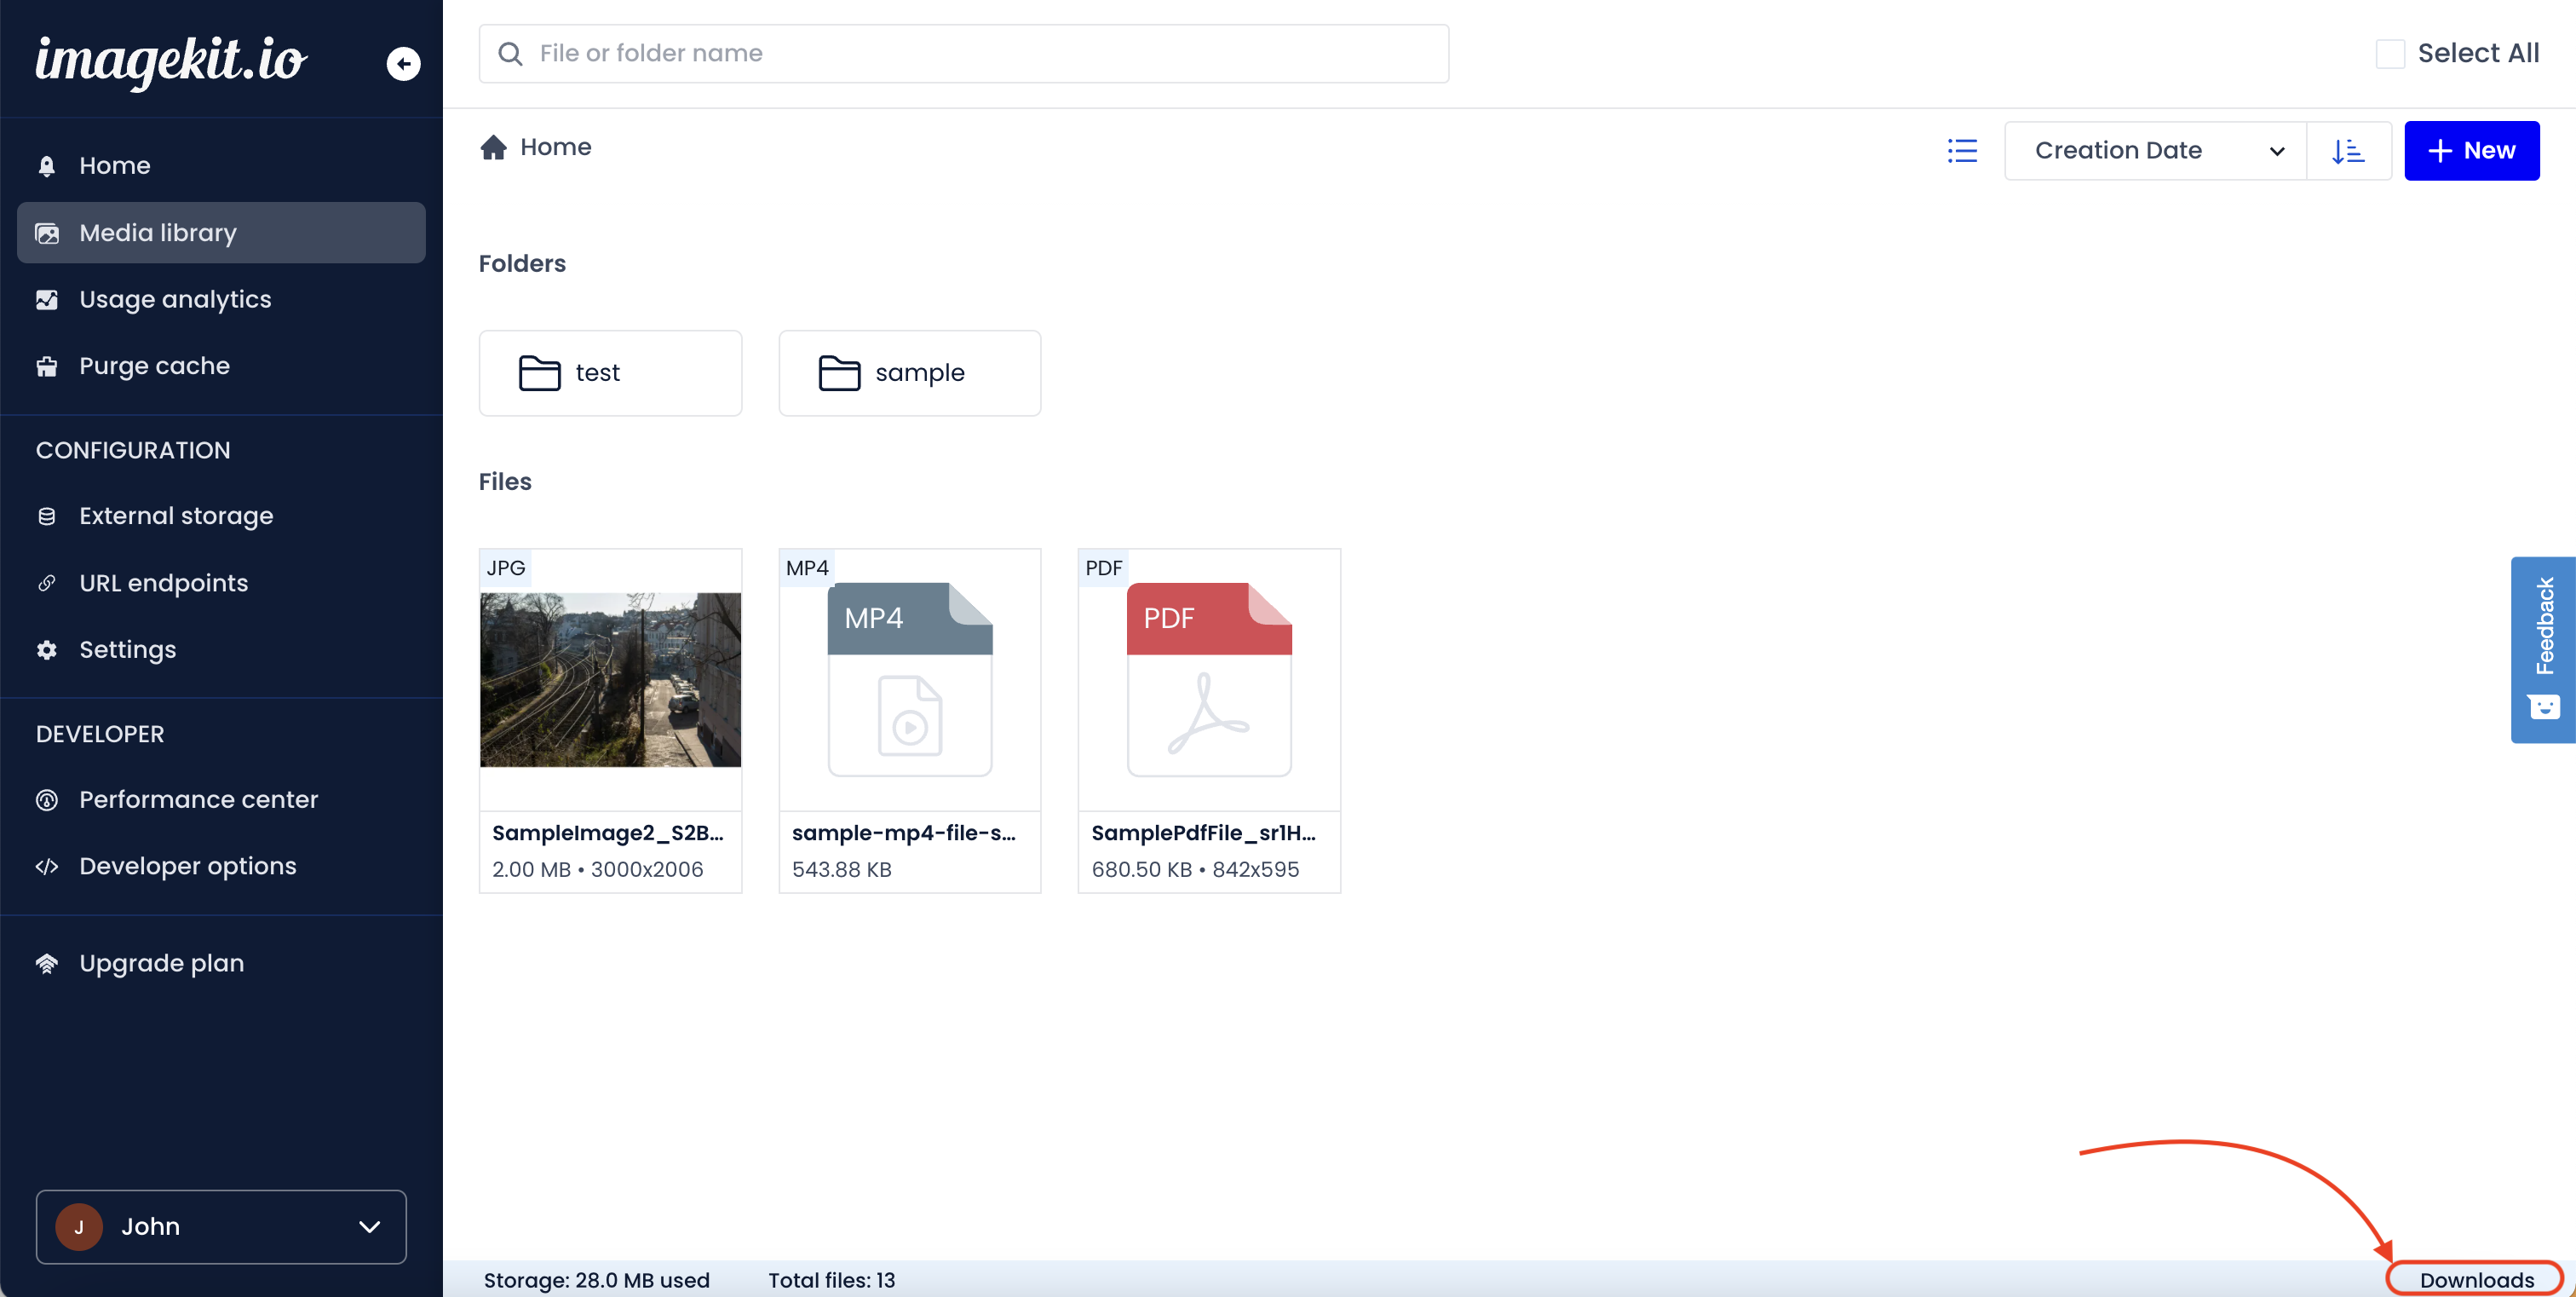 imagekit.io
Home
Media library
Usage analytics
Purge cache
CONFIGURATION
External storage
URL endpoints
Settings
DEVELOPER
Performance center
Developer options
Upgrade plan
J
John
File or folder name
Select All
Home
Creation Date
New
Folders
test
sample
Files
JPG
SampleImage2_S2B...
2.00 MB • 3000x2006
MP4
MP4
sample-mp4-file-s...
543.88 KB
PDF
PDF
SamplePdfFile_sr1H...
680.50 KB • 842x595
Feedback
Storage: 28.0 MB used
Total files: 13
Downloads